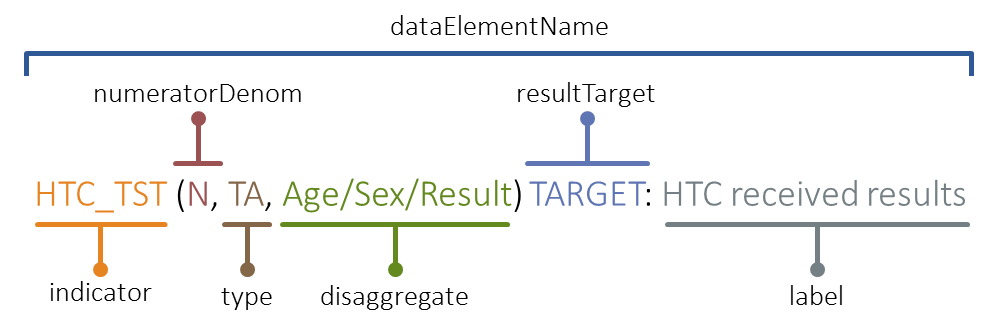 dataElementName
numeratorDenom resultTarget
HTC_TST (N, TA, Age/Sex/Result) TARGET: HTC received results
indicator type disaggregate label